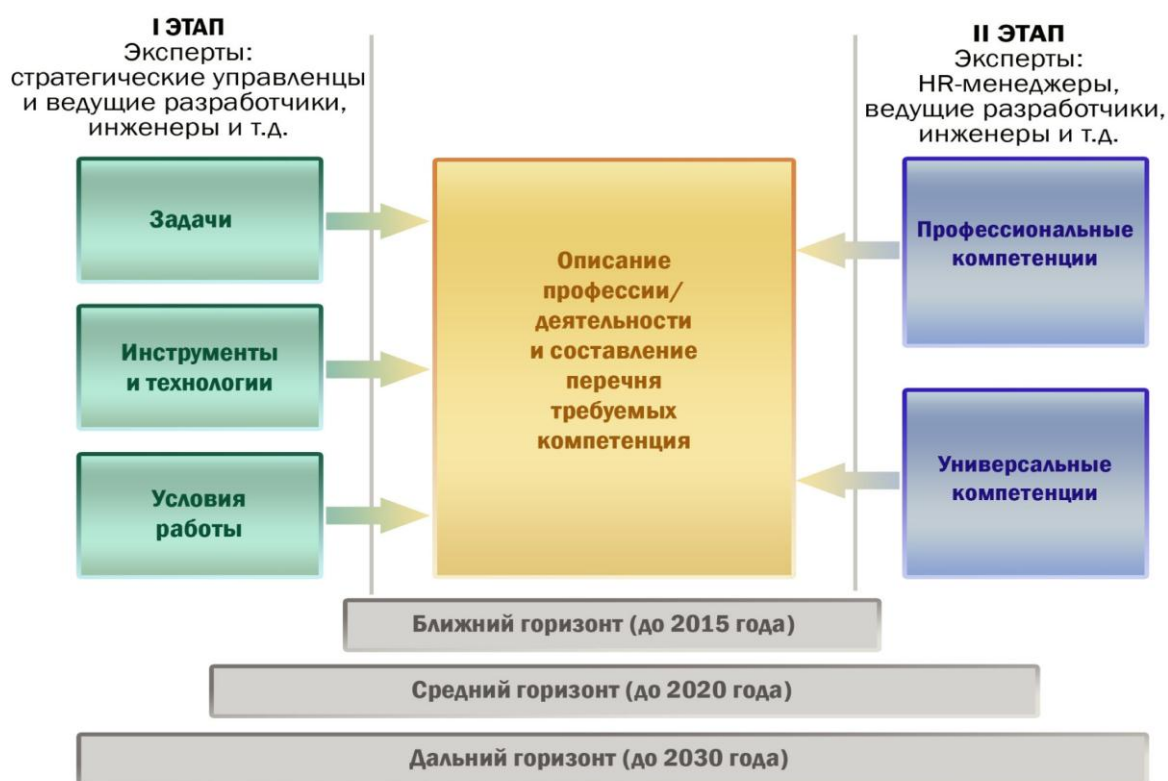 I ЭТАП
Эксперты:
стратегические управленцы
и ведущие разработчики,
инженеры и т.д.
Задачи
Инструменты
и технологии
Условия
работы
Описание
профессии/
деятельности
и составление
перечня
требуемых
компетенция
II ЭТАП
Эксперты:
HR-менеджеры,
ведущие разработчики,
инженеры и т.д.
Профессиональные
компетенции
Универсальные
компетенции
Ближний горизонт (до 2015 года)
Средний горизонт (до 2020 года)
Дальний горизонт (до 2030 года)